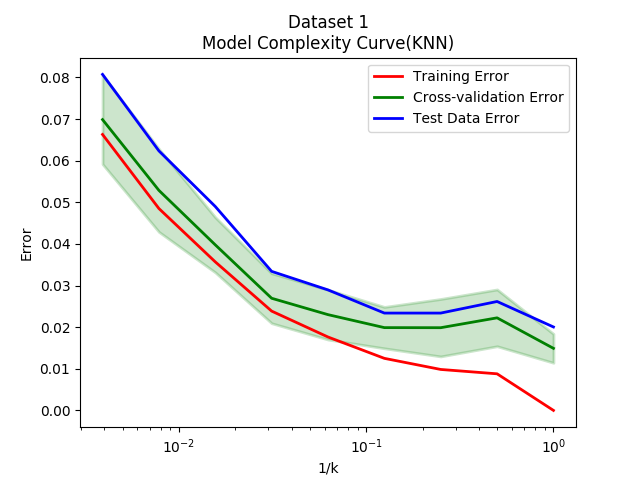 Dataset 1
Model Complexity Curve(KNN)
Training Error
Cross-validation Error
Test Data Error
0.08
0.07
0.06
0.05
0.04
0.03
0.02
0.01
0.00
Error
10⁻²
10⁻¹
10⁰
1/k